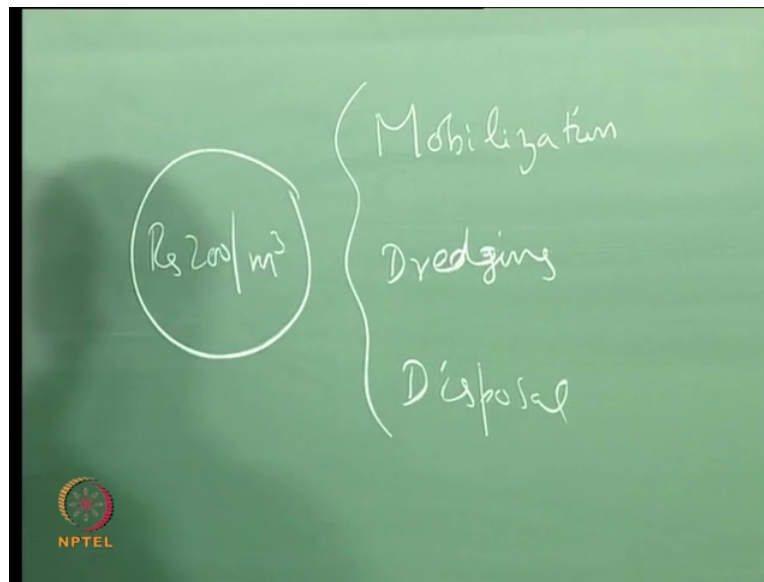 Mobilization
Rs 200/m³
Dredging
Disposal
NPTEL